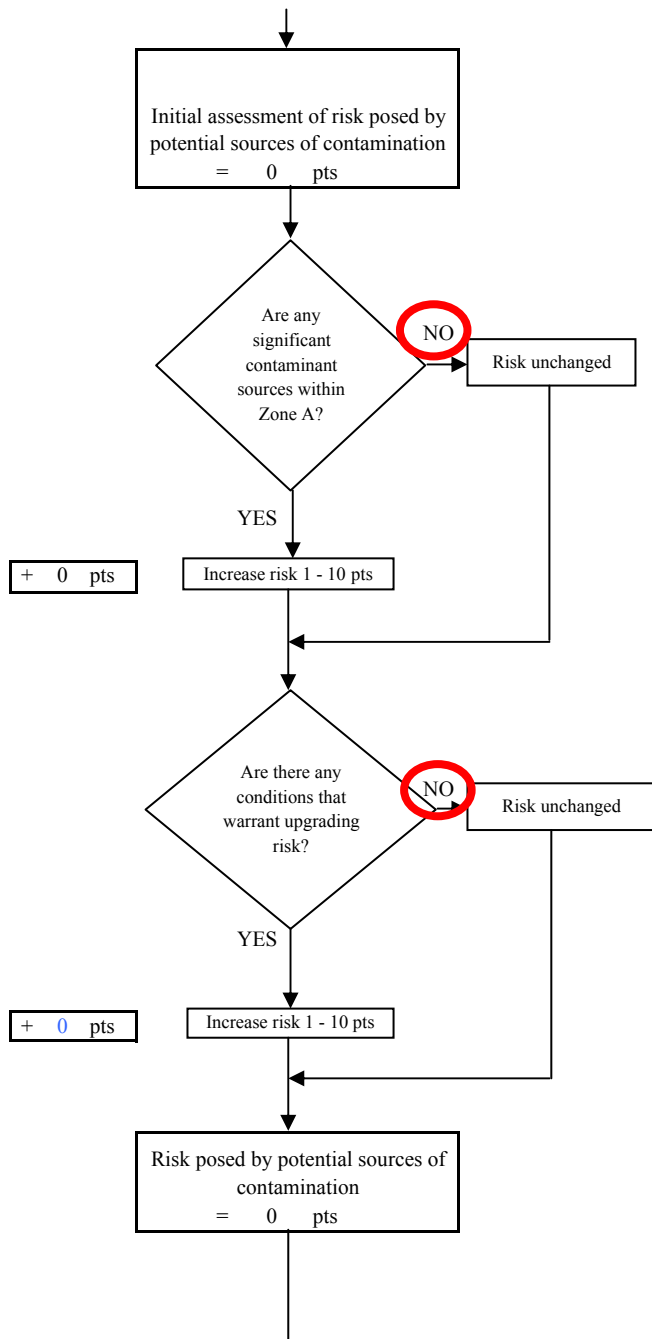 Initial assessment of risk posed by
potential sources of contamination
= 0 pts
Are any
significant
contaminant
sources within
Zone A?
NO
Risk unchanged
YES
+ 0 pts
Increase risk 1 - 10 pts
Are there any
conditions that
warrant upgrading
risk?
NO
Risk unchanged
YES
+ 0 pts
Increase risk 1 - 10 pts
Risk posed by potential sources of
contamination
= 0 pts